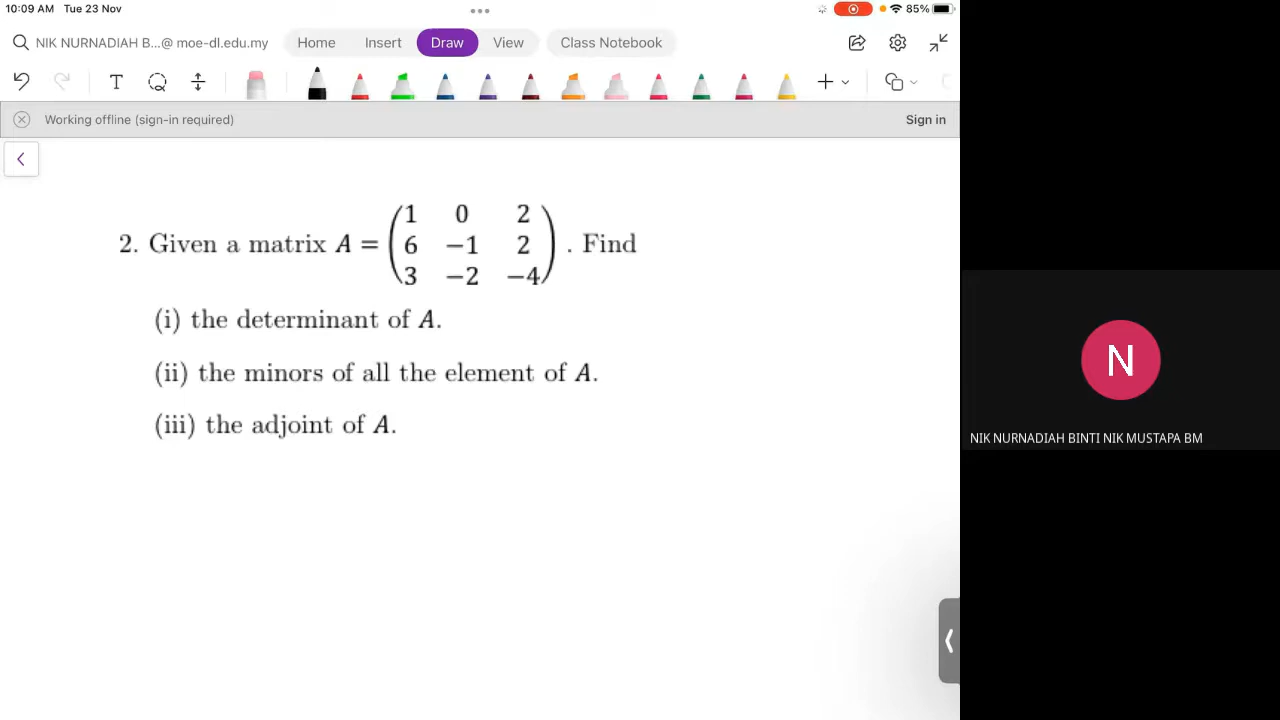 10:09 AM Tue 23 Nov
85%
NIK NURNADIAH B...@ moe-dl.edu.my
Home Insert Draw View Class Notebook
T
Working offline (sign-in required)
Sign in
2. Given a matrix A = ( 1 0 2
6 −1 2
3 −2 −4 ) . Find
(i) the determinant of A.
(ii) the minors of all the element of A.
(iii) the adjoint of A.
N
NIK NURNADIAH BINTI NIK MUSTAPA BM